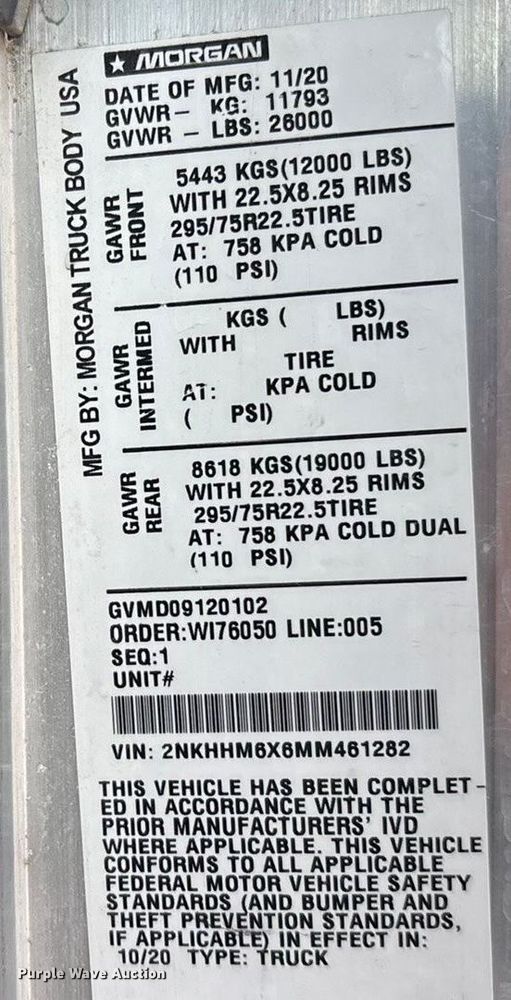 MFG BY: MORGAN TRUCK BODY USA
★ MORGAN
DATE OF MFG: 11/20
GVWR- KG: 11793
GVWR - LBS: 26000
GAWR
FRONT
5443 KGS(12000 LBS)
WITH 22.5X8.25 RIMS
295/75R22.5TIRE
AT: 758 KPA COLD
(110 PSI)
GAWR
INTERMED
KGS ( LBS)
WITH RIMS
TIRE
AT: KPA COLD
( PSI)
GAWR
REAR
8618 KGS(19000 LBS)
WITH 22.5X8.25 RIMS
295/75R22.5TIRE
AT: 758 KPA COLD DUAL
(110 PSI)
GVMD09120102
ORDER:WI76050 LINE:005
SEQ:1
UNIT#
VIN: 2NKHHM6X6MM461282
THIS VEHICLE HAS BEEN COMPLET-
ED IN ACCORDANCE WITH THE
PRIOR MANUFACTURERS' IVD
WHERE APPLICABLE. THIS VEHICLE
CONFORMS TO ALL APPLICABLE
FEDERAL MOTOR VEHICLE SAFETY
STANDARDS (AND BUMPER AND
THEFT PREVENTION STANDARDS,
IF APPLICABLE) IN EFFECT IN:
10/20 TYPE: TRUCK
Purple Wave Auction